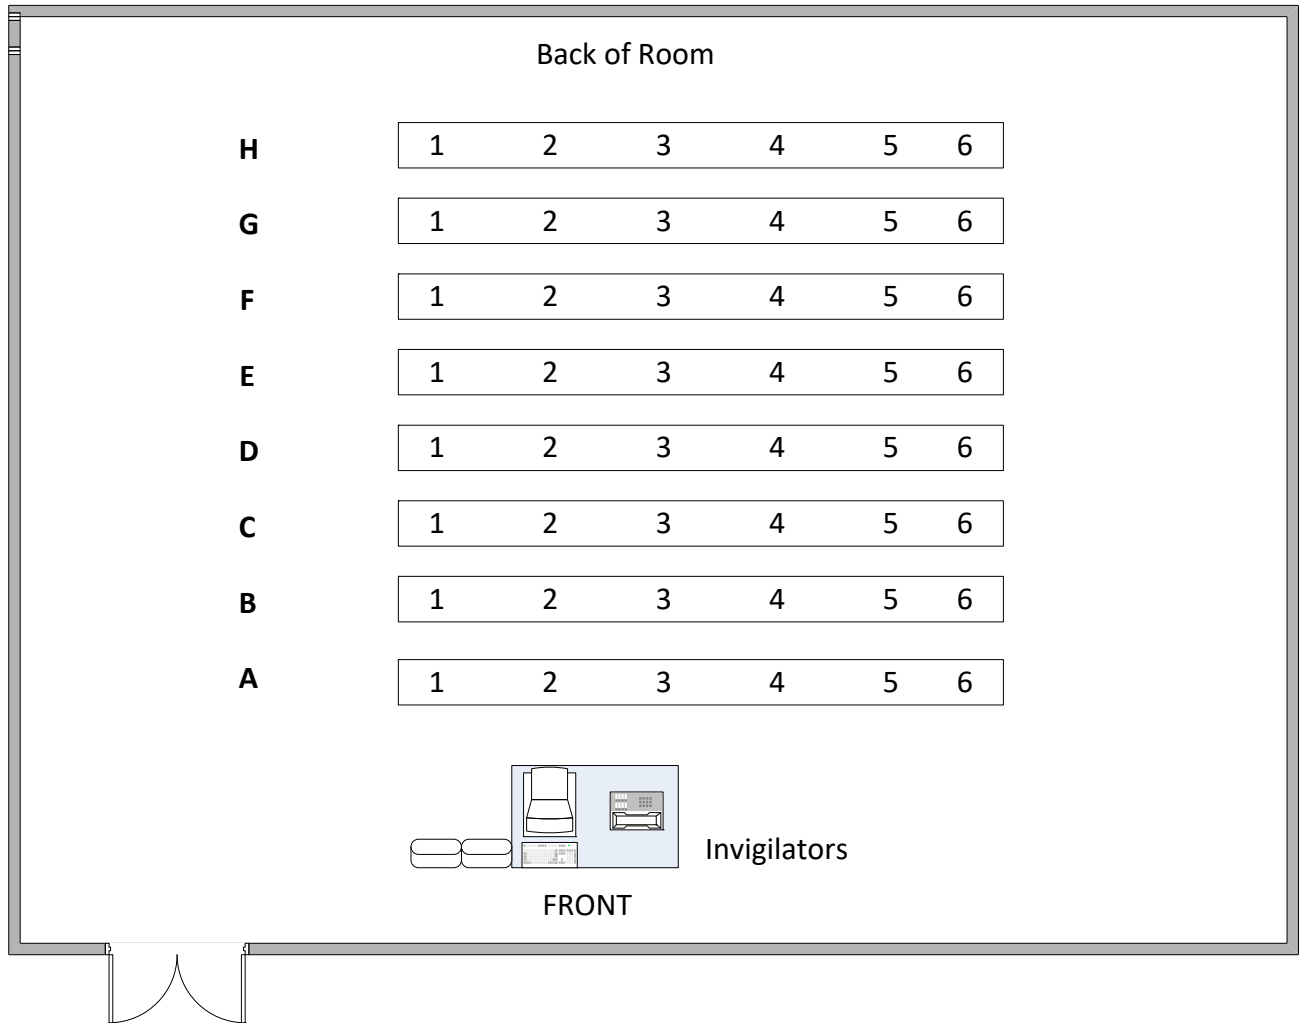 Back of Room
H 1 2 3 4 5 6
G 1 2 3 4 5 6
F 1 2 3 4 5 6
E 1 2 3 4 5 6
D 1 2 3 4 5 6
C 1 2 3 4 5 6
B 1 2 3 4 5 6
A 1 2 3 4 5 6
Invigilators
FRONT